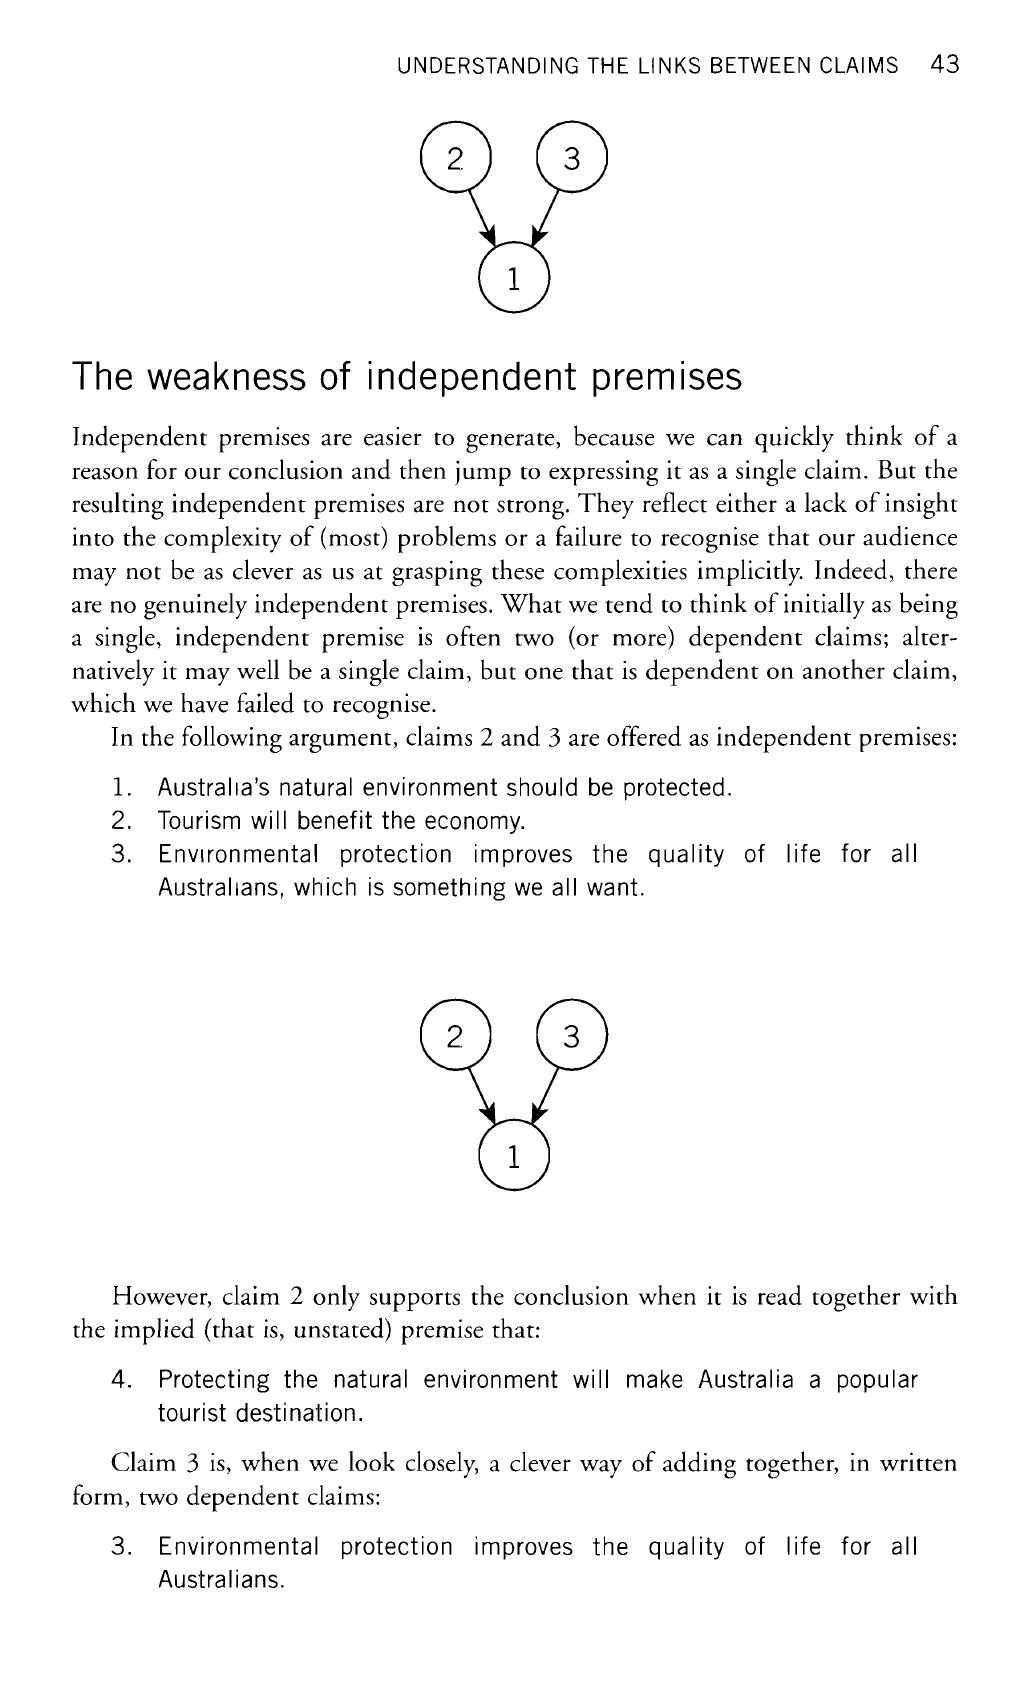 UNDERSTANDING THE LINKS BETWEEN CLAIMS 43
2 3
1
The weakness of independent premises
Independent premises are easier to generate, because we can quickly think of a
reason for our conclusion and then jump to expressing it as a single claim. But the
resulting independent premises are not strong. They reflect either a lack of insight
into the complexity of (most) problems or a failure to recognise that our audience
may not be as clever as us at grasping these complexities implicitly. Indeed, there
are no genuinely independent premises. What we tend to think of initially as being
a single, independent premise is often two (or more) dependent claims; alter-
natively it may well be a single claim, but one that is dependent on another claim,
which we have failed to recognise.
In the following argument, claims 2 and 3 are offered as independent premises:
1. Australia's natural environment should be protected.
2. Tourism will benefit the economy.
3. Environmental protection improves the quality of life for all
Australians, which is something we all want.
2 3
1
However, claim 2 only supports the conclusion when it is read together with
the implied (that is, unstated) premise that:
4. Protecting the natural environment will make Australia a popular
tourist destination.
Claim 3 is, when we look closely, a clever way of adding together, in written
form, two dependent claims:
3. Environmental protection improves the quality of life for all
Australians.